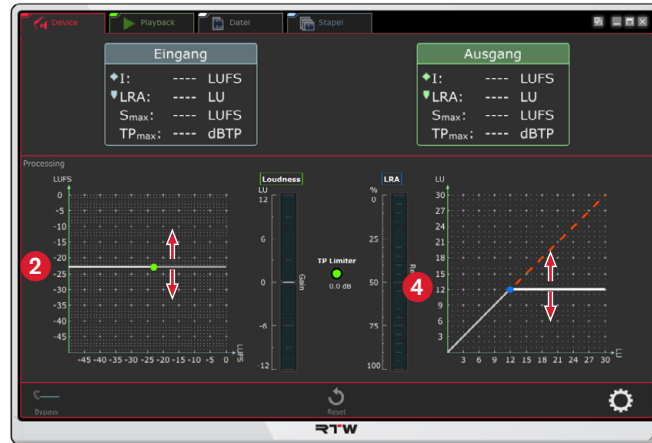 Device Playback Datei Stapel
Eingang
I: ---- LUFS
LRA: ---- LU
Smax: ---- LUFS
TPmax: ---- dBTP
Ausgang
I: ---- LUFS
LRA: ---- LU
Smax: ---- LUFS
TPmax: ---- dBTP
Processing
LUFS
0
-5
-10
-15
-20
-25
-30
-35
-40
-45
-45 -40 -35 -30 -25 -20 -15 -10 -5 0
LUFS
2
Loudness
LU
12
6
0
-6
-12
Gain
TP Limiter
0.0 dB
LRA
%
0
25
50
75
100
4
LU
30
27
24
21
18
15
12
9
6
3
3 6 9 12 15 18 21 24 27 30
LU
Bypass
Reset
RTW